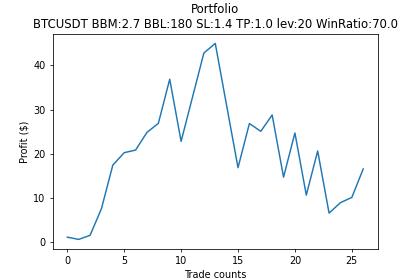 Portfolio
BTCUSDT BBM:2.7 BBL:180 SL:1.4 TP:1.0 lev:20 WinRatio:70.0
40
30
20
10
0
Profit ($)
0 5 10 15 20 25
Trade counts